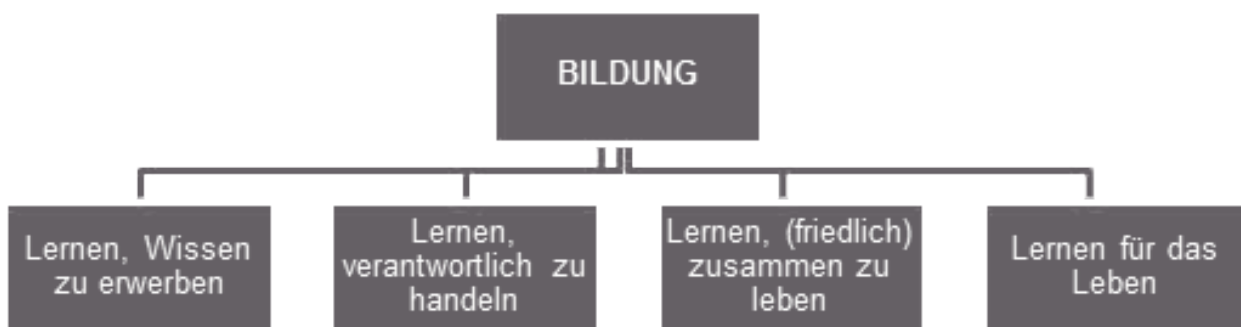 BILDUNG
Lernen, Wissen
zu erwerben
Lernen,
verantwortlich zu
handeln
Lernen, (friedlich)
zusammen zu
leben
Lernen für das
Leben